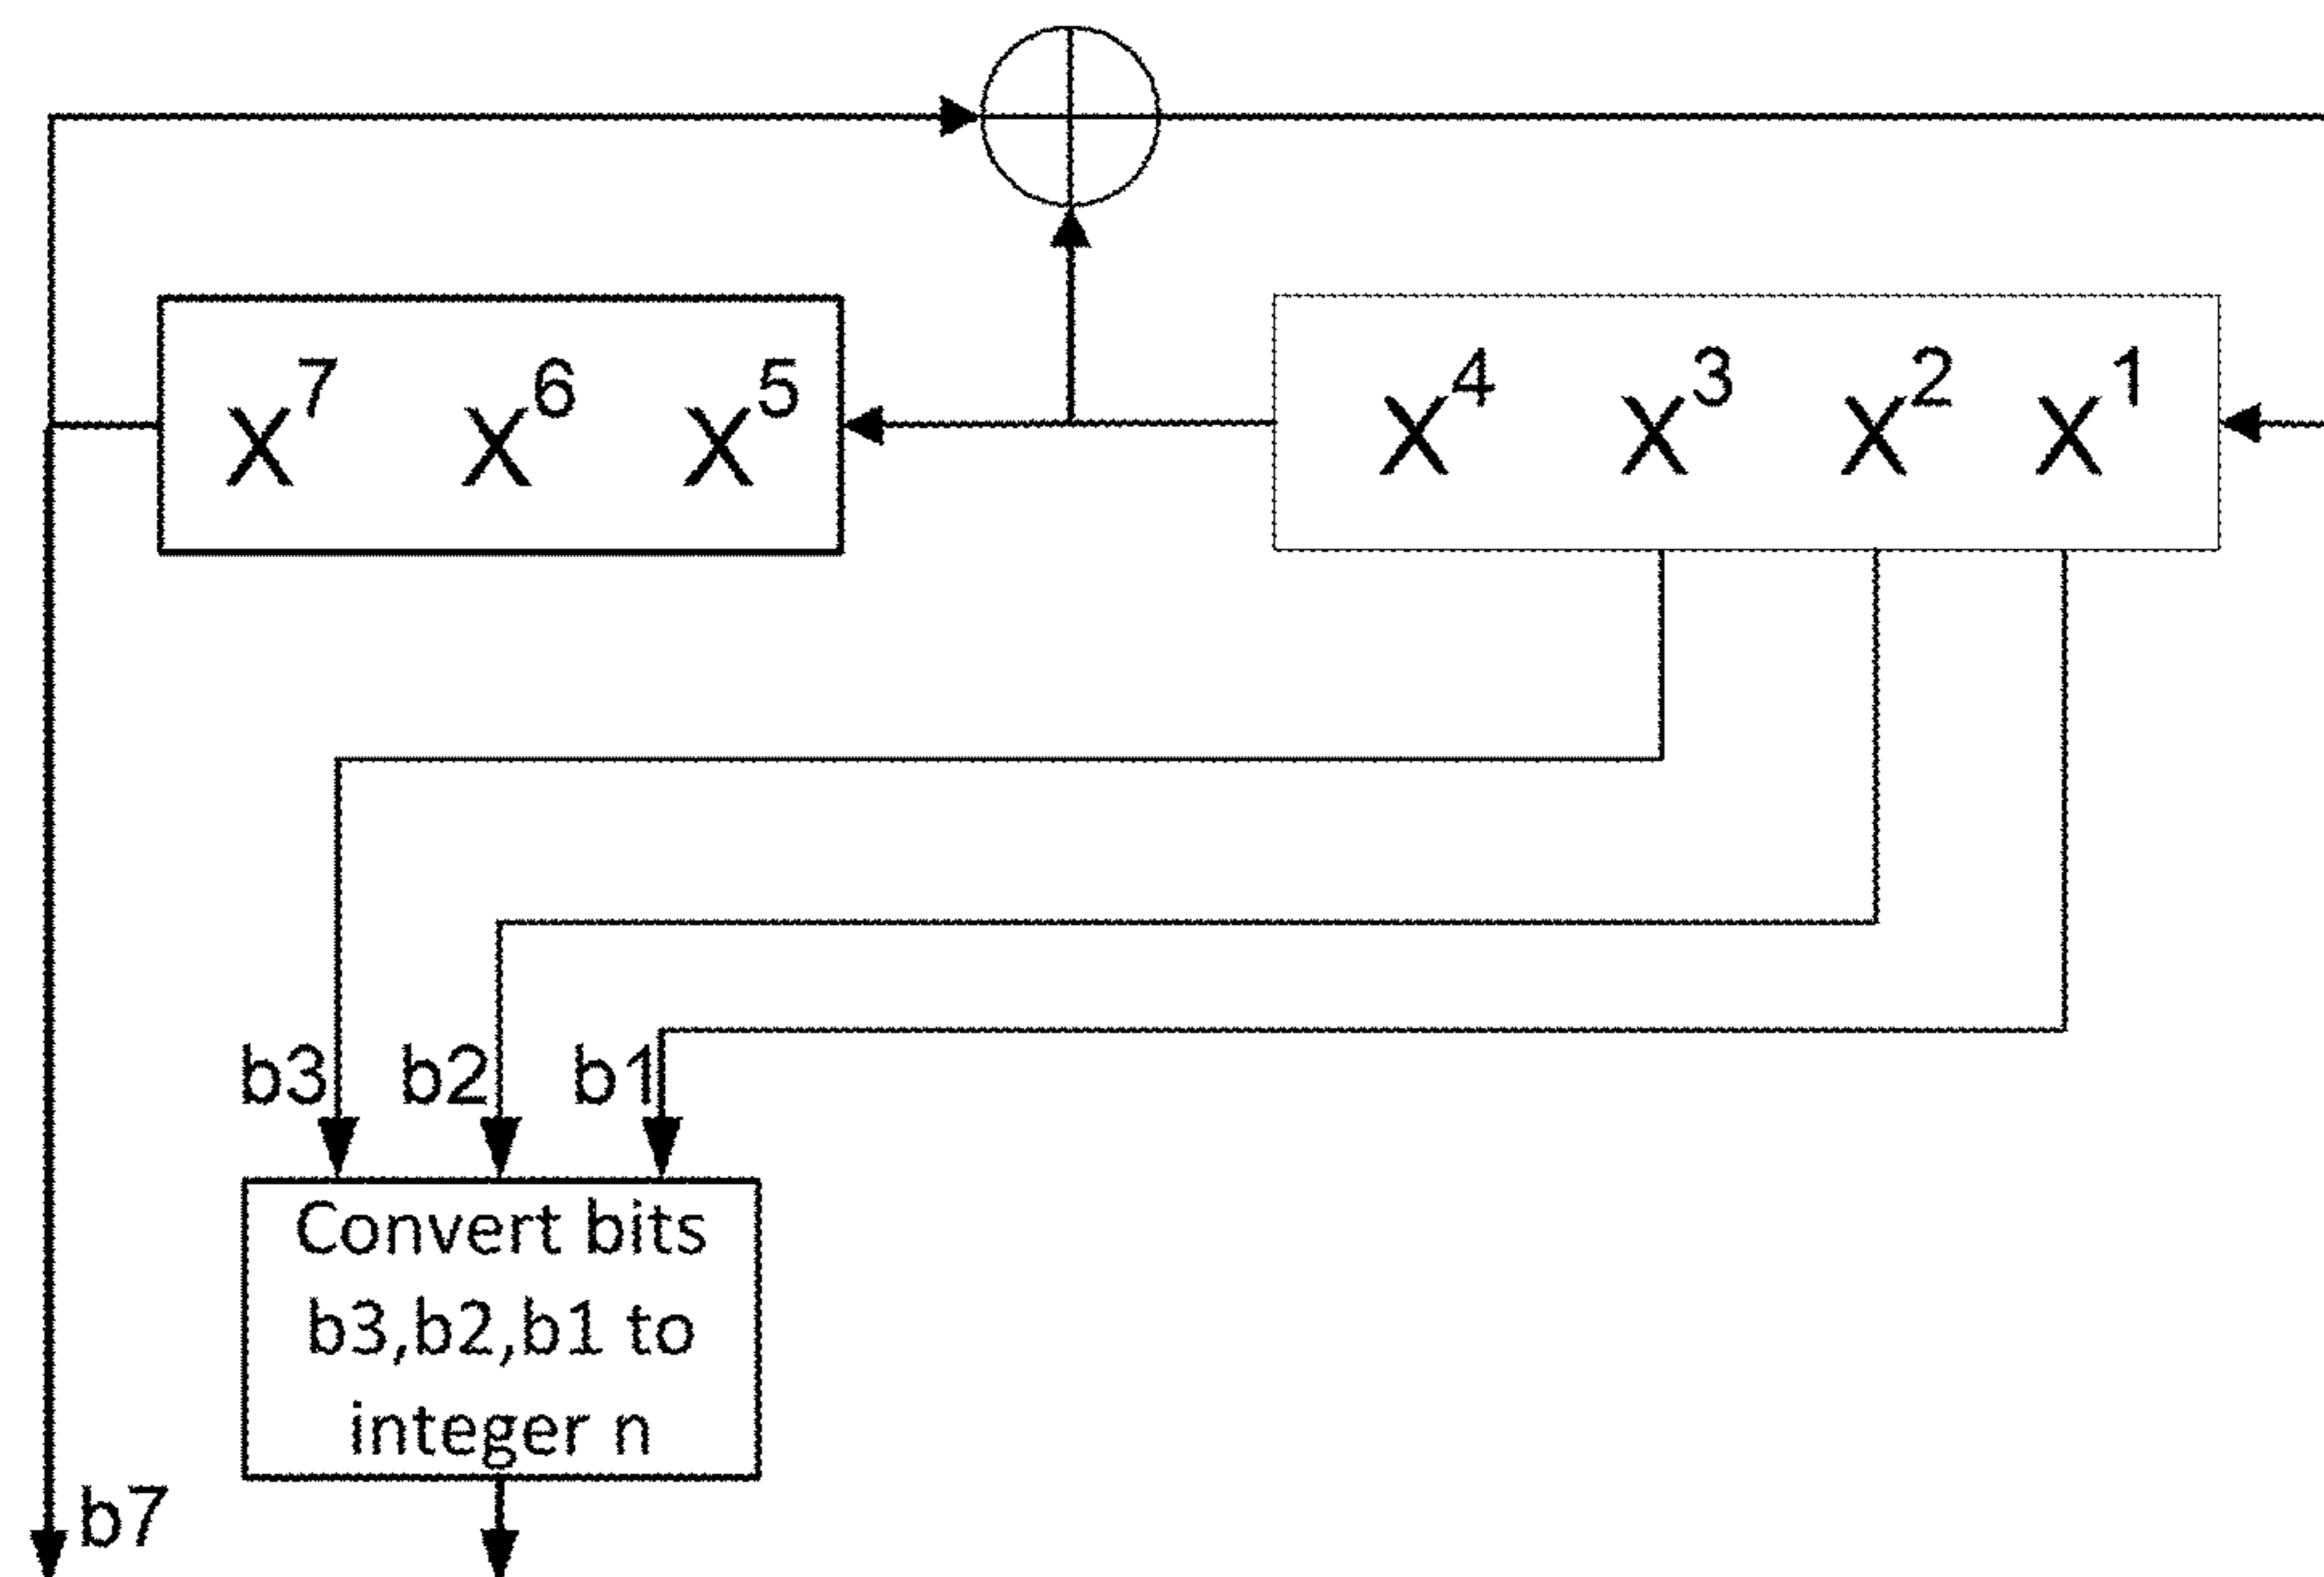 X⁷ X⁶ X⁵ X⁴ X³ X² X¹
b3 b2 b1
Convert bits
b3,b2,b1 to
integer n
b7